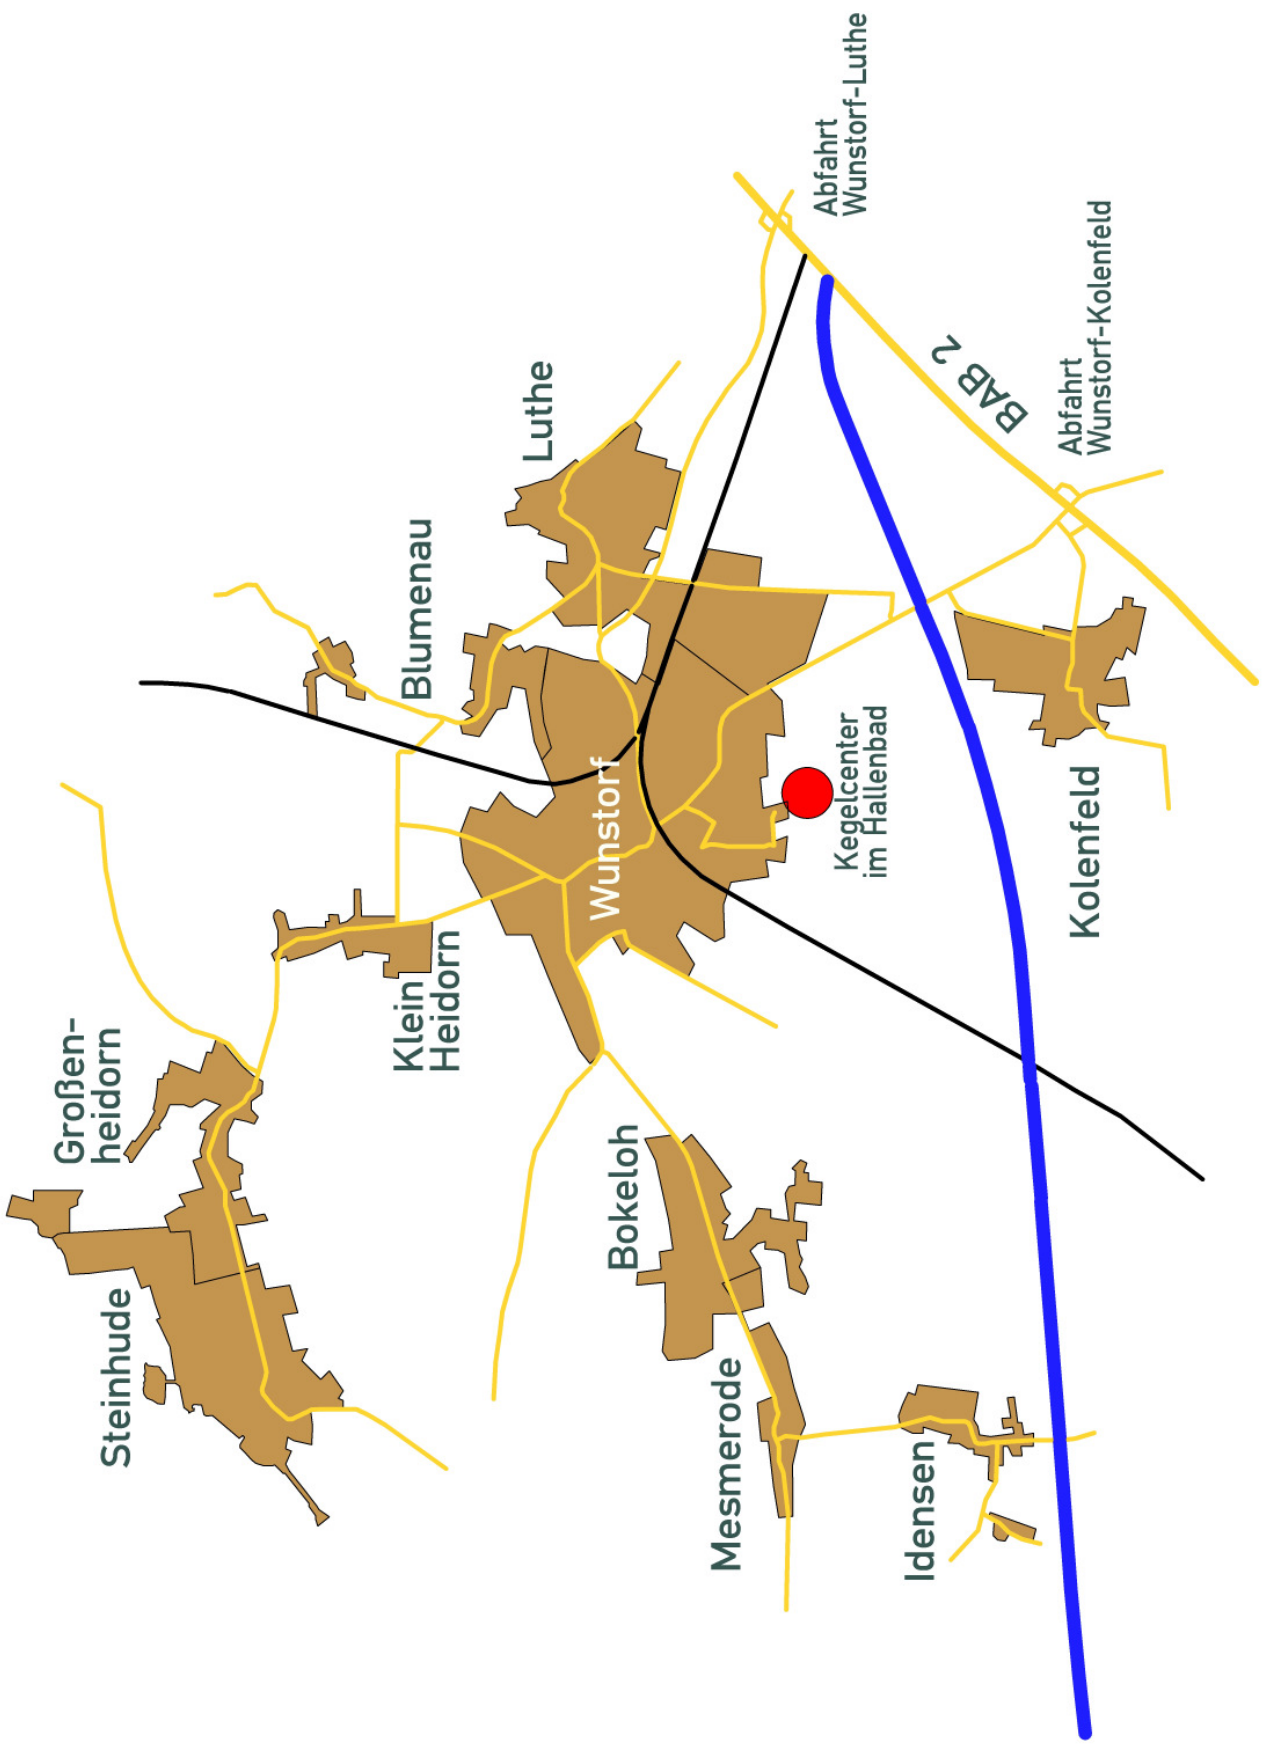 Großen-
heidorn
Steinhude
Klein
Heidorn
Blumenau
Luthe
Wunstorf
Abfahrt
Wunstorf-Luthe
BAB 2
Abfahrt
Wunstorf-Kolenfeld
Kegelcenter
im Hallenbad
Kolenfeld
Bokeloh
Mesmerode
Idensen